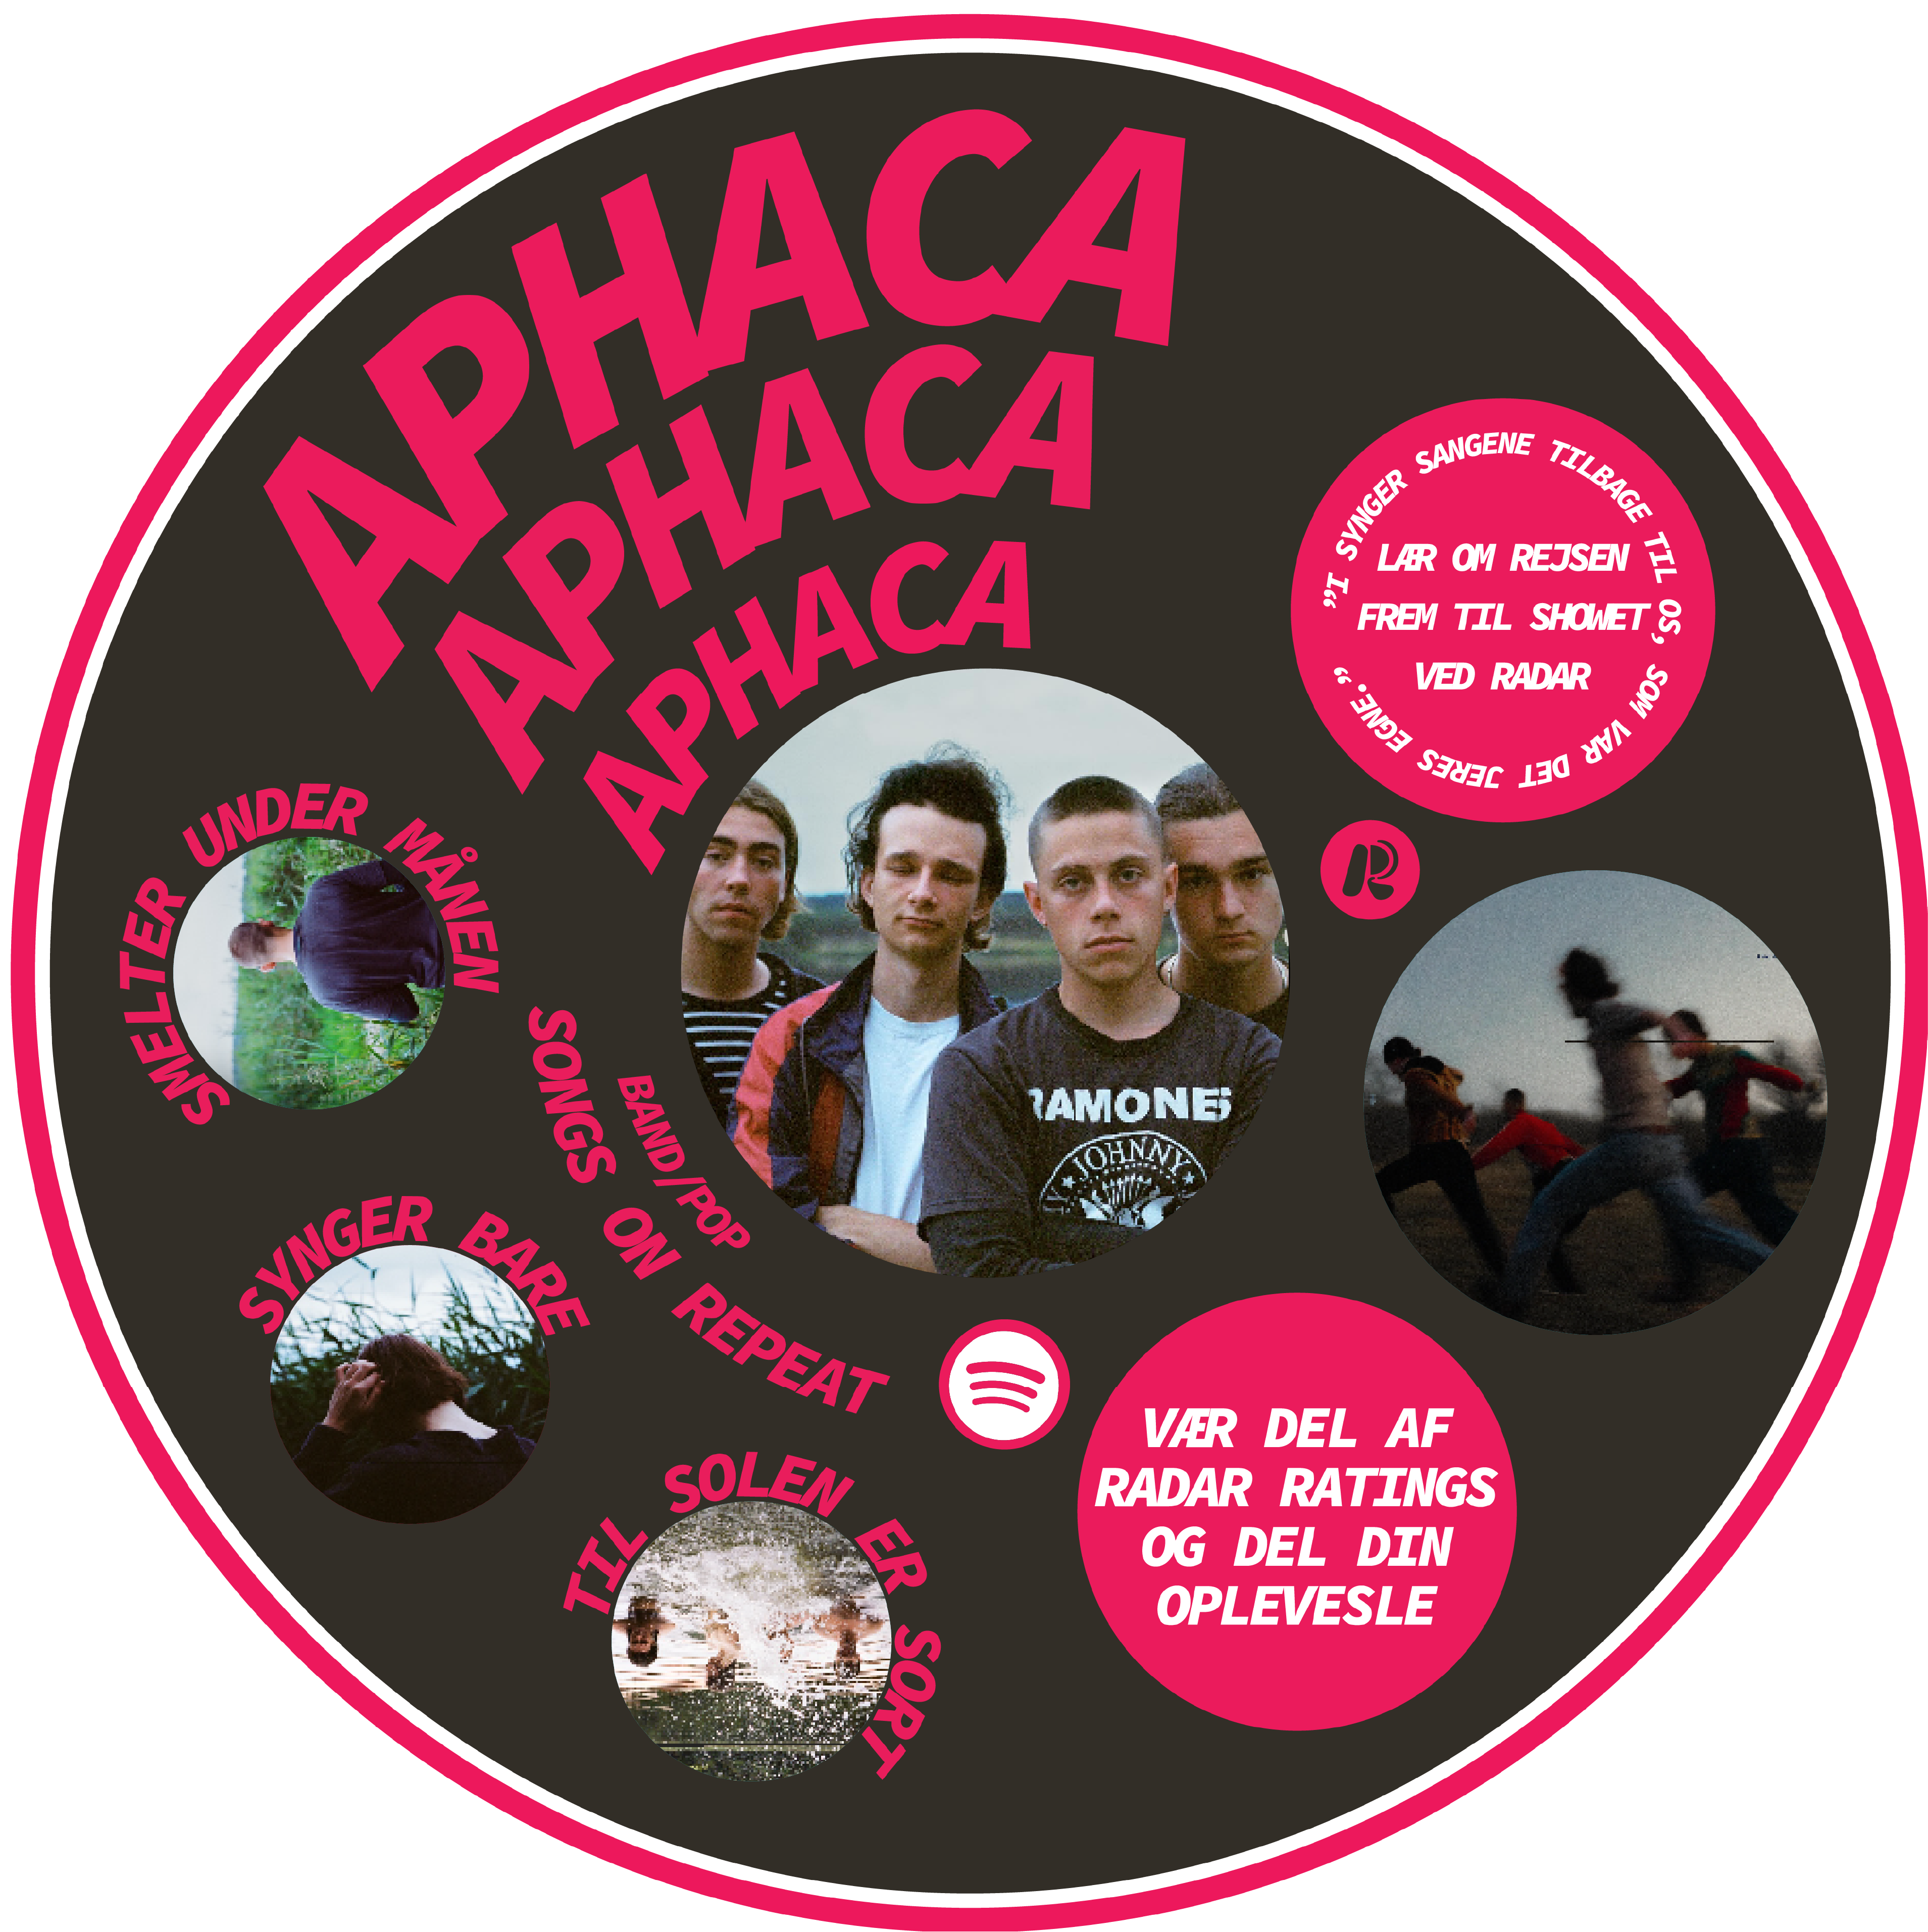 APHACA
APHACA
APHACA
"I SYNGER SANGENE TILBAGE TIL OS, SOM VAR DET JERES EGNE."
LÆR OM REJSEN
FREM TIL SHOWET
VED RADAR
R
SMELTER UNDER MÅNEN
BAND/POP
SONGS ON REPEAT
RAMONES
JOHNNY
SYNGER BARE
TIL SOLEN ER SORT
VÆR DEL AF
RADAR RATINGS
OG DEL DIN
OPLEVESLE